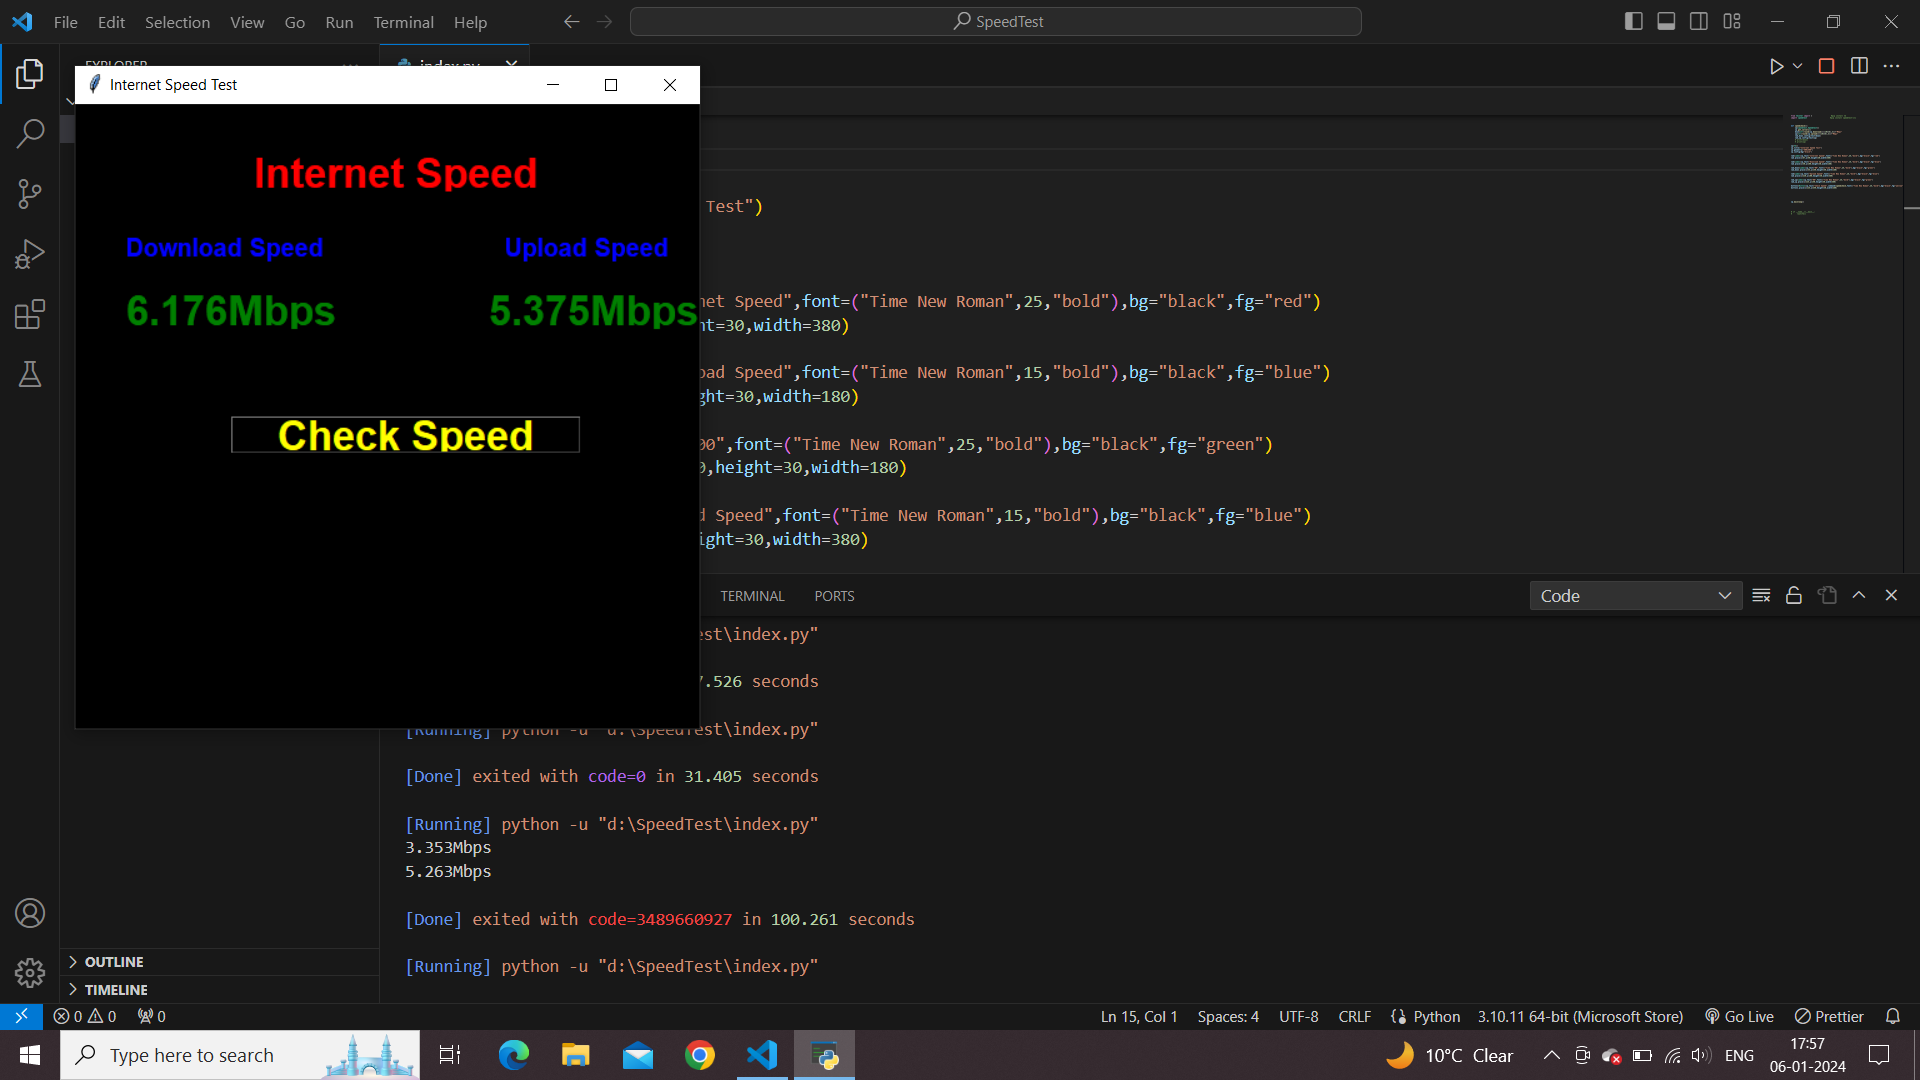 File Edit Selection View Go Run Terminal Help
SpeedTest
EXPLORER
index.py
Internet Speed Test
Internet Speed
Download Speed
Upload Speed
6.176Mbps
5.375Mbps
Check Speed
Test")
net Speed",font=("Time New Roman",25,"bold"),bg="black",fg="red")
ht=30,width=380)
oad Speed",font=("Time New Roman",15,"bold"),bg="black",fg="blue")
ght=30,width=180)
00",font=("Time New Roman",25,"bold"),bg="black",fg="green")
0,height=30,width=180)
d Speed",font=("Time New Roman",15,"bold"),bg="black",fg="blue")
ight=30,width=380)
TERMINAL PORTS
Code
est\index.py"
7.526 seconds
[Running] python -u "d:\SpeedTest\index.py"
[Done] exited with code=0 in 31.405 seconds
[Running] python -u "d:\SpeedTest\index.py"
3.353Mbps
5.263Mbps
[Done] exited with code=3489660927 in 100.261 seconds
[Running] python -u "d:\SpeedTest\index.py"
OUTLINE
TIMELINE
0 0 0
Ln 15, Col 1 Spaces: 4 UTF-8 CRLF Python 3.10.11 64-bit (Microsoft Store) Go Live Prettier
Type here to search
10°C Clear
ENG
17:57
06-01-2024